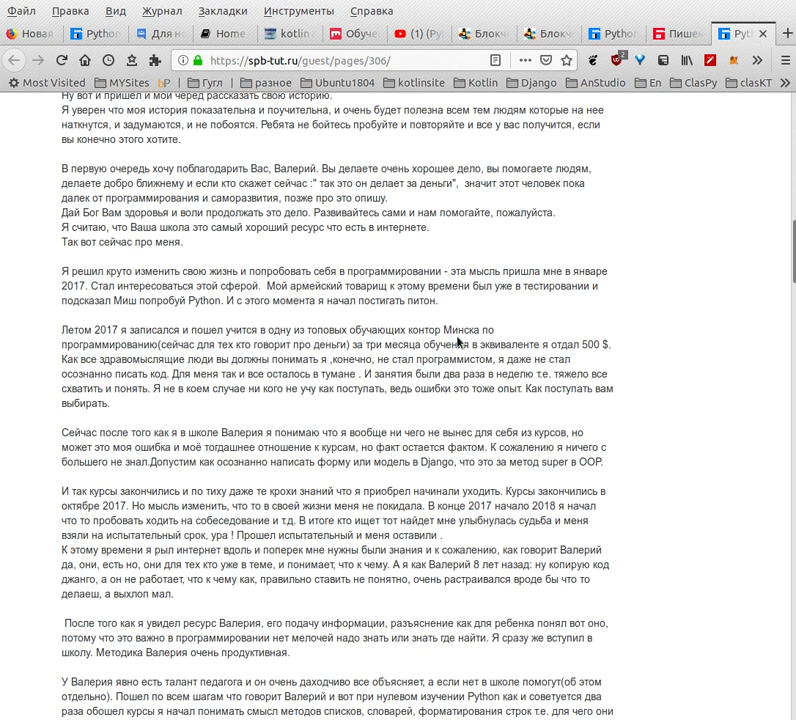 Файл Правка Вид Журнал Закладки Инструменты Справка
Новая Python Для но Home kotlin Обуче (1) (Ру Блокч Блокч Python Пишем Pyt
https://spb-tut.ru/guest/pages/306/
Most Visited MYSites Гугл разное Ubuntu1804 kotlinsite Kotlin Django AnStudio En ClasPy clasKT
Ну вот и пришел и мой черед рассказать свою историю.
Я уверен что моя история показательна и поучительна, и очень будет полезна всем тем людям которые на нее
наткнутся, и задумаются, и не побоятся. Ребята не бойтесь пробуйте и повторяйте и все у вас получится, если
вы конечно этого хотите.
В первую очередь хочу поблагодарить Вас, Валерий. Вы делаете очень хорошее дело, вы помогаете людям,
делаете добро ближнему и если кто скажет сейчас :" так это он делает за деньги", значит этот человек пока
далек от программирования и саморазвития, позже про это опишу.
Дай Бог Вам здоровья и воли продолжать это дело. Развивайтесь сами и нам помогайте, пожалуйста.
Я считаю, что Ваша школа это самый хороший ресурс что есть в интернете.
Так вот сейчас про меня.
Я решил круто изменить свою жизнь и попробовать себя в программировании - эта мысль пришла мне в январе
2017. Стал интересоваться этой сферой. Мой армейский товарищ к этому времени был уже в тестировании и
подсказал Миш попробуй Python. И с этого момента я начал постигать питон.
Летом 2017 я записался и пошел учится в одну из топовых обучающих контор Минска по
программированию(сейчас для тех кто говорит про деньги) за три месяца обучения в эквиваленте я отдал 500 $.
Как все здравомыслящие люди вы должны понимать я ,конечно, не стал программистом, я даже не стал
осознанно писать код. Для меня так и все осталось в тумане . И занятия были два раза в неделю т.е. тяжело все
схватить и понять. Я не в коем случае ни кого не учу как поступать, ведь ошибки это тоже опыт. Как поступать вам
выбирать.
Сейчас после того как я в школе Валерия я понимаю что я вообще ни чего не вынес для себя из курсов, но
может это моя ошибка и моё тогдашнее отношение к курсам, но факт остается фактом. К сожалению я ничего с
большего не знал.Допустим как осознанно написать форму или модель в Django, что это за метод super в ООР.
И так курсы закончились и по тиху даже те крохи знаний что я приобрел начинали уходить. Курсы закончились в
октябре 2017. Но мысль изменить, что то в своей жизни меня не покидала. В конце 2017 начало 2018 я начал
что то пробовать ходить на собеседование и т.д. В итоге кто ищет тот найдет мне улыбнулась судьба и меня
взяли на испытательный срок, ура ! Прошел испытательный и меня оставили .
К этому времени я рыл интернет вдоль и поперек мне нужны были знания и к сожалению, как говорит Валерий
да, они, есть но, они для тех кто уже в теме, и понимает, что к чему. А я как Валерий 8 лет назад: ну копирую код
джанго, а он не работает, что к чему как, правильно ставить не понятно, очень растраивался вроде бы что то
делаеш, а выхлоп мал.
После того как я увидел ресурс Валерия, его подачу информации, разъяснение как для ребенка понял вот оно,
потому что это важно в программировании нет мелочей надо знать или знать где найти. Я сразу же вступил в
школу. Методика Валерия очень продуктивная.
У Валерия явно есть талант педагога и он очень даходчиво все объясняет, а если нет в школе помогут(об этом
отдельно). Пошел по всем шагам что говорит Валерий и вот при нулевом изучении Python как и советуется два
раза обошел курсы я начал понимать смысл методов списков, словарей, форматирования строк т.е. для чего они